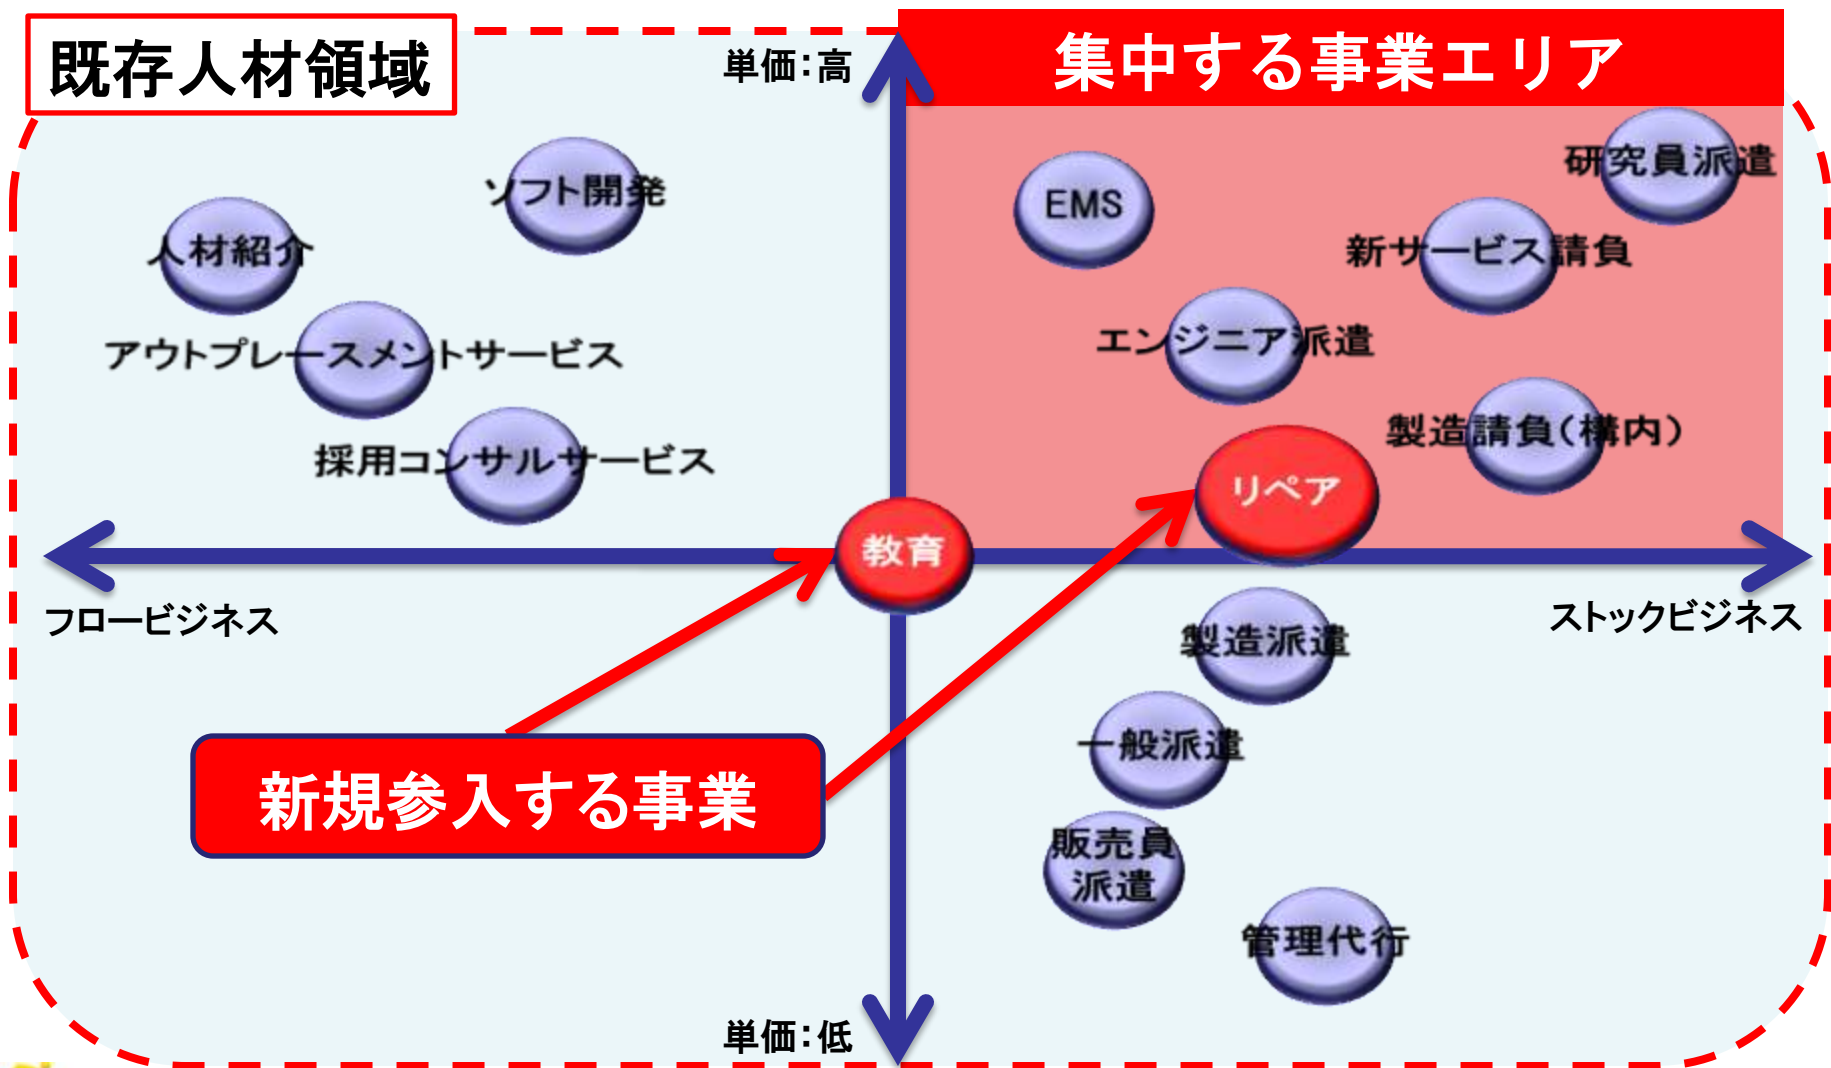 既存人材領域
単価：高
集中する事業エリア
ソフト開発
人材紹介
アウトプレースメントサービス
採用コンサルサービス
EMS
研究員派遣
新サービス請負
エンジニア派遣
製造請負（構内）
リペア
教育
フロービジネス
ストックビジネス
製造派遣
一般派遣
新規参入する事業
販売員
派遣
管理代行
単価：低